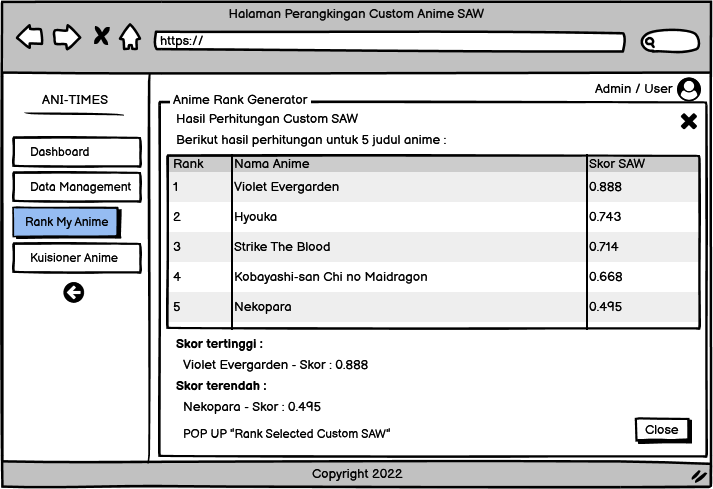 Halaman Perangkingan Custom Anime SAW
https://
Admin / User
ANI-TIMES
Dashboard
Data Management
Rank My Anime
Kuisioner Anime
Anime Rank Generator
Hasil Perhitungan Custom SAW
Berikut hasil perhitungan untuk 5 judul anime :
Rank Nama Anime Skor SAW
1 Violet Evergarden 0.888
2 Hyouka 0.743
3 Strike The Blood 0.714
4 Kobayashi-san Chi no Maidragon 0.668
5 Nekopara 0.495
Skor tertinggi :
Violet Evergarden - Skor : 0.888
Skor terendah :
Nekopara - Skor : 0.495
POP UP "Rank Selected Custom SAW"
Close
Copyright 2022